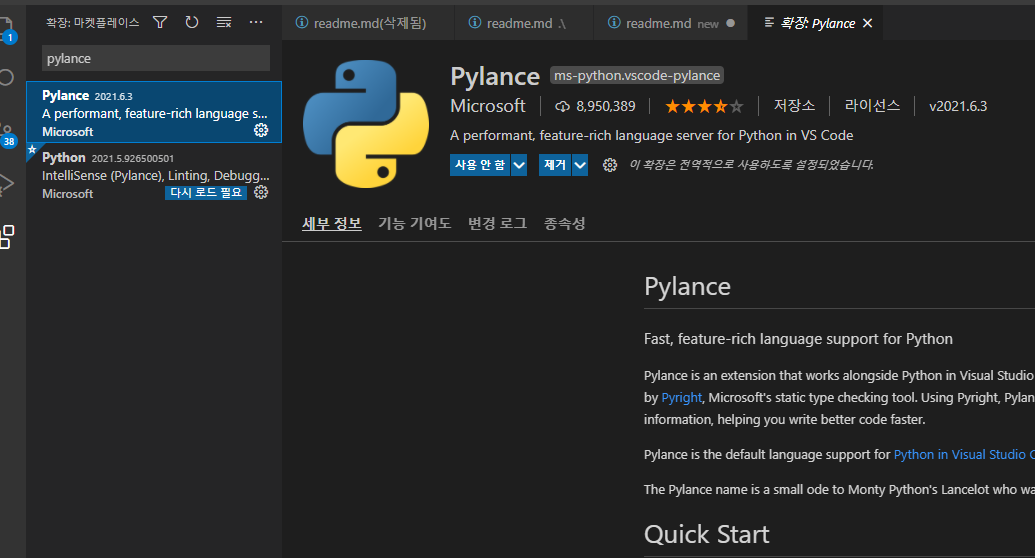 확장: 마켓플레이스
readme.md(삭제됨)
readme.md .\
readme.md new
확장: Pylance
1
pylance
Pylance 2021.6.3
A performant, feature-rich language s...
Microsoft
38
Python 2021.5.926500501
IntelliSense (Pylance), Linting, Debugg...
Microsoft
다시 로드 필요
Pylance ms-python.vscode-pylance
Microsoft
8,950,389
저장소
라이선스
v2021.6.3
A performant, feature-rich language server for Python in VS Code
사용 안 함
제거
이 확장은 전역적으로 사용하도록 설정되었습니다.
세부 정보
기능 기여도
변경 로그
종속성
Pylance
Fast, feature-rich language support for Python
Pylance is an extension that works alongside Python in Visual Studio
by Pyright, Microsoft's static type checking tool. Using Pyright, Pylan
information, helping you write better code faster.
Pylance is the default language support for Python in Visual Studio C
The Pylance name is a small ode to Monty Python's Lancelot who wa
Quick Start